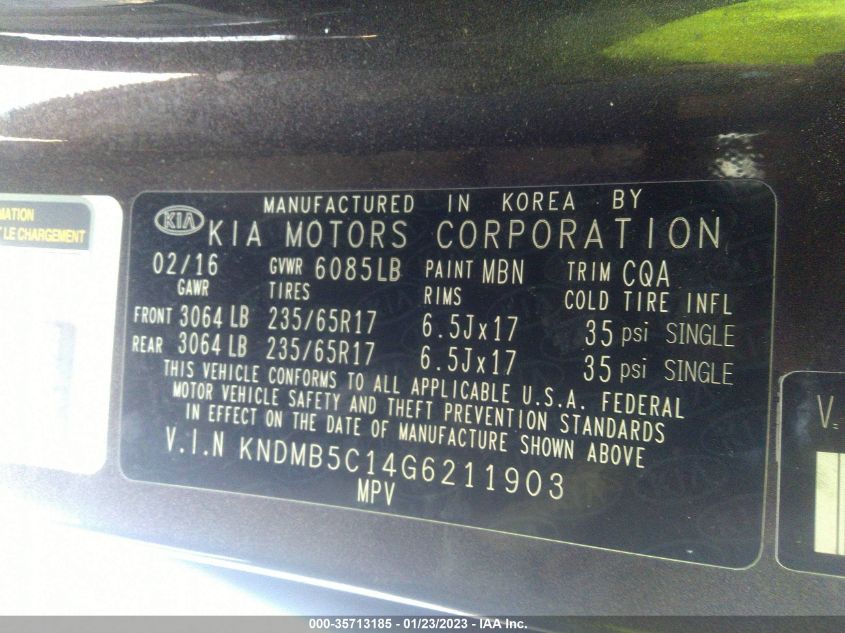 MANUFACTURED IN KOREA BY
KIA KIA MOTORS CORPORATION
02/16 GVWR 6085LB PAINT MBN TRIM CQA
GAWR TIRES RIMS COLD TIRE INFL
FRONT 3064 LB 235/65R17 6.5Jx17 35 psi SINGLE
REAR 3064 LB 235/65R17 6.5Jx17 35 psi SINGLE
THIS VEHICLE CONFORMS TO ALL APPLICABLE U.S.A. FEDERAL
MOTOR VEHICLE SAFETY AND THEFT PREVENTION STANDARDS
IN EFFECT ON THE DATE OF MANUFACTURE SHOWN ABOVE
V.I.N KNDMB5C14G6211903
MPV
LE CHARGEMENT
V.
000-35713185 - 01/23/2023 - IAA Inc.